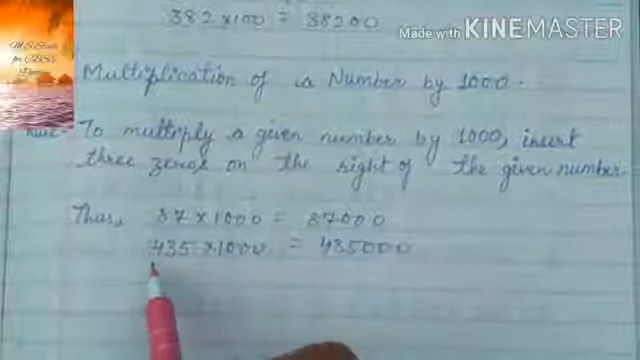 382 × 100 = 38200
Made with KINEMASTER
Multiplication of a Number by 1000.
To multiply a given number by 1000, insert
three zeros on the right of the given number.
Thus, 87 × 1000 = 87000
435 × 1000 = 435000